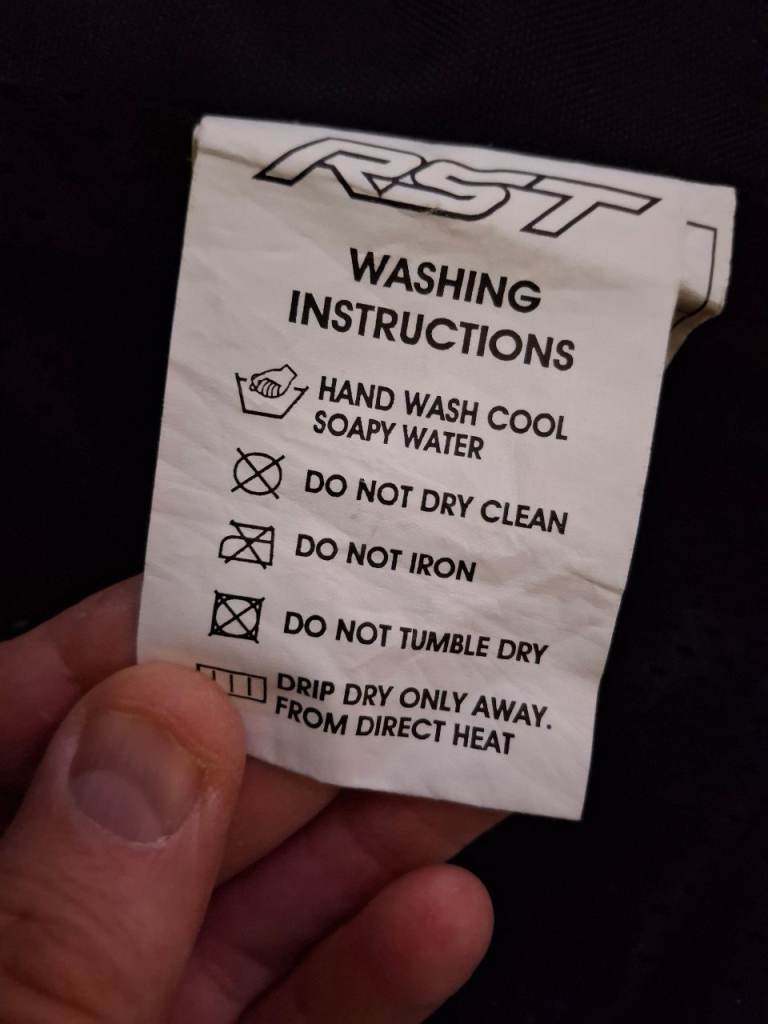 RST
WASHING
INSTRUCTIONS
HAND WASH COOL
SOAPY WATER
DO NOT DRY CLEAN
DO NOT IRON
DO NOT TUMBLE DRY
DRIP DRY ONLY AWAY.
FROM DIRECT HEAT